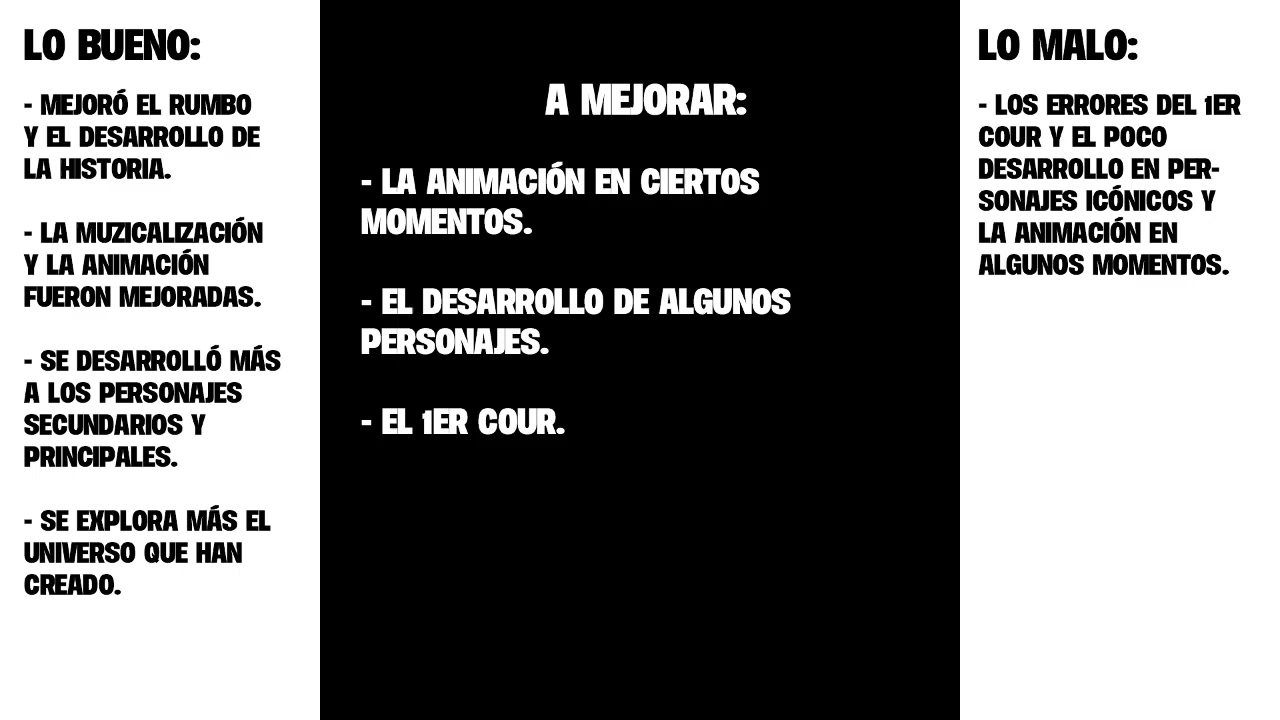 LO BUENO:
- MEJORÓ EL RUMBO
Y EL DESARROLLO DE
LA HISTORIA.
- LA MUZICALIZACIÓN
Y LA ANIMACIÓN
FUERON MEJORADAS.
- SE DESARROLLÓ MÁS
A LOS PERSONAJES
SECUNDARIOS Y
PRINCIPALES.
- SE EXPLORA MÁS EL
UNIVERSO QUE HAN
CREADO.
A MEJORAR:
- LA ANIMACIÓN EN CIERTOS
MOMENTOS.
- EL DESARROLLO DE ALGUNOS
PERSONAJES.
- EL 1ER COUR.
LO MALO:
- LOS ERRORES DEL 1ER
COUR Y EL POCO
DESARROLLO EN PER-
SONAJES ICÓNICOS Y
LA ANIMACIÓN EN
ALGUNOS MOMENTOS.